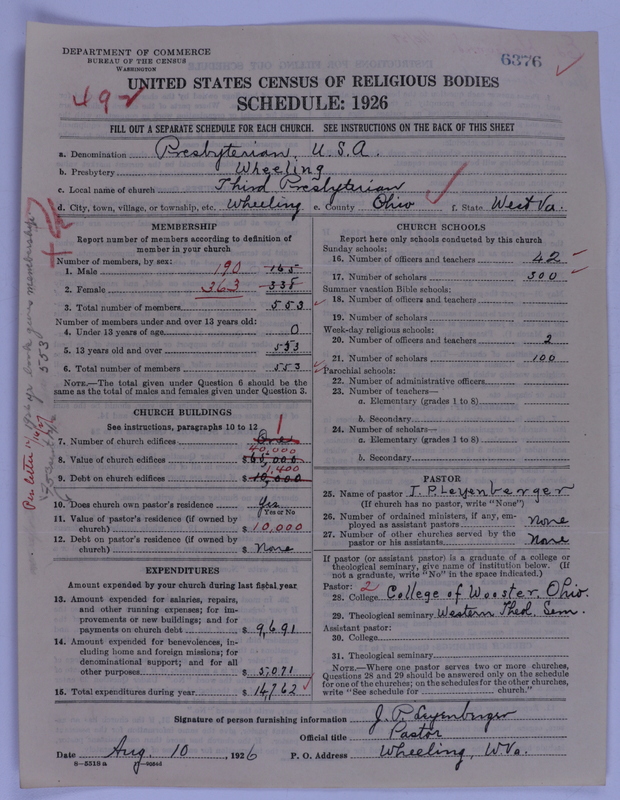 DEPARTMENT OF COMMERCE
BUREAU OF THE CENSUS
WASHINGTON
6376
UNITED STATES CENSUS OF RELIGIOUS BODIES
SCHEDULE: 1926
FILL OUT A SEPARATE SCHEDULE FOR EACH CHURCH. SEE INSTRUCTIONS ON THE BACK OF THIS SHEET
a. Denomination Presbyterian, U.S.A.
b. Presbytery Wheeling
c. Local name of church Third Presbyterian
d. City, town, village, or township, etc. Wheeling e. County Ohio f. State West Va.
MEMBERSHIP
Report number of members according to definition of
member in your church
Number of members, by sex:
1. Male 190 165
2. Female 363 338
3. Total number of members 553
Number of members under and over 13 years old:
4. Under 13 years of age 0
5. 13 years old and over 553
6. Total number of members 553
NOTE.—The total given under Question 6 should be
the same as the total of males and females given under Question 3.
CHURCH BUILDINGS
See instructions, paragraphs 10 to 12
7. Number of church edifices One 1
40,000
8. Value of church edifices $
1,400
9. Debt on church edifices $ 10,000
10. Does church own pastor's residence Yes
Yes or No
11. Value of pastor's residence (if owned by
church) $ 10,000
12. Debt on pastor's residence (if owned by
church) $ None
EXPENDITURES
Amount expended by your church during last fiscal year
13. Amount expended for salaries, repairs,
and other running expenses; for im-
provements or new buildings; and for
payments on church debt $ 9,691
14. Amount expended for benevolences, in-
cluding home and foreign missions; for
denominational support; and for all
other purposes $ 5,071
15. Total expenditures during year $ 14,762
CHURCH SCHOOLS
Report here only schools conducted by this church
Sunday schools:
16. Number of officers and teachers 42
17. Number of scholars 300
Summer vacation Bible schools:
18. Number of officers and teachers
19. Number of scholars
Week-day religious schools:
20. Number of officers and teachers 2
21. Number of scholars 100
Parochial schools:
22. Number of administrative officers
23. Number of teachers—
a. Elementary (grades 1 to 8)
b. Secondary
24. Number of scholars—
a. Elementary (grades 1 to 8)
b. Secondary
PASTOR
25. Name of pastor J. P. Leyenberger
(If church has no pastor, write "None")
26. Number of ordained ministers, if any, em-
ployed as assistant pastors None
27. Number of other churches served by the
pastor or his assistants None
If pastor (or assistant pastor) is a graduate of a college or
theological seminary, give name of institution below. (If
not a graduate, write "No" in the space indicated.)
Pastor: 2
28. College College of Wooster, Ohio.
29. Theological seminary Western Theol. Sem.
Assistant pastor:
30. College
31. Theological seminary
NOTE.—Where one pastor serves two or more churches,
Questions 28 and 29 should be answered only on the schedule
for one of the churches; on the schedules for the other churches,
write "See schedule for church."
Signature of person furnishing information J. P. Leyenberger
Official title Pastor
Date Aug. 10, 1926 P. O. Address Wheeling, W Va.
8—5518 a